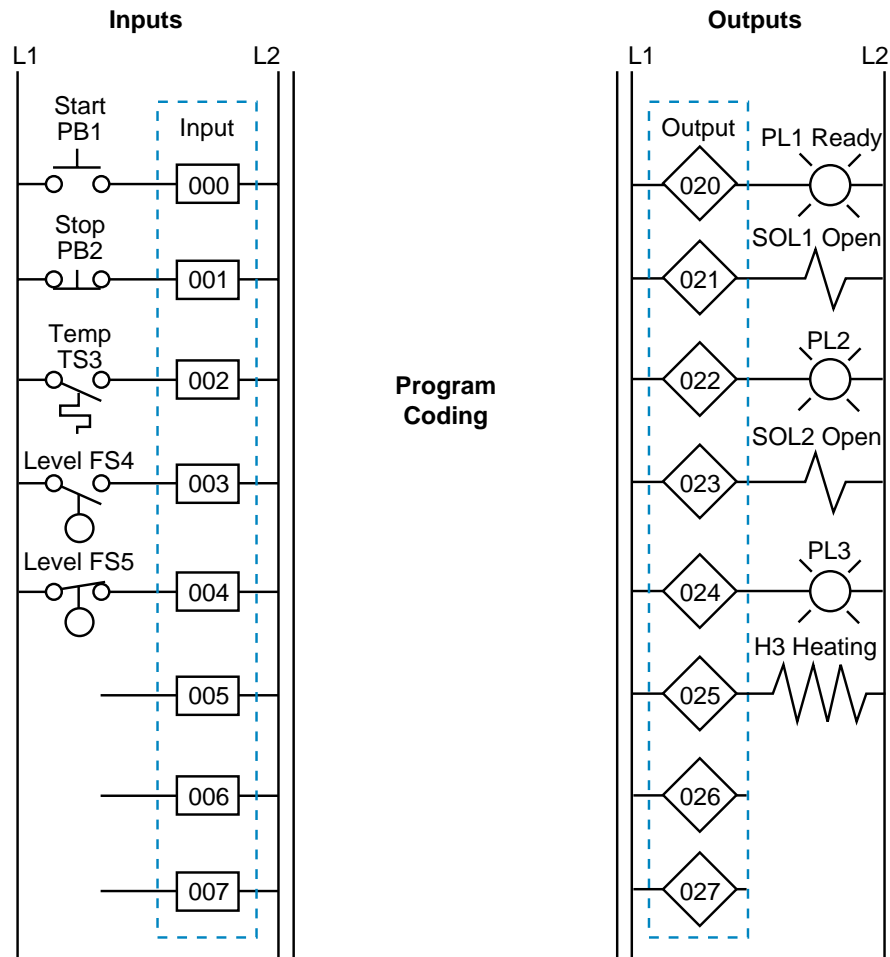 Inputs
L1
L2
Start
PB1
Input
000
Stop
PB2
001
Temp
TS3
002
Level FS4
003
Level FS5
004
005
006
007
Program
Coding
Outputs
L1
L2
Output
PL1 Ready
020
SOL1 Open
021
PL2
022
SOL2 Open
023
PL3
024
H3 Heating
025
026
027